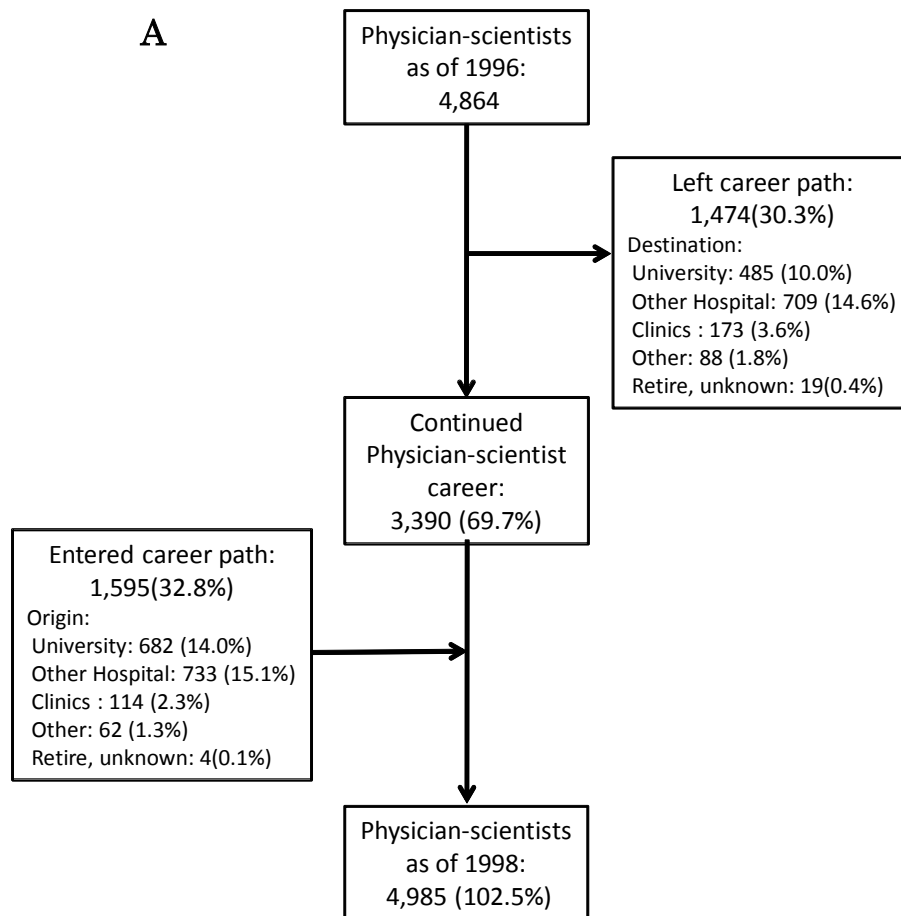 A
Physician-scientists
as of 1996:
4,864
Left career path:
1,474(30.3%)
Destination:
University: 485 (10.0%)
Other Hospital: 709 (14.6%)
Clinics : 173 (3.6%)
Other: 88 (1.8%)
Retire, unknown: 19(0.4%)
Continued
Physician-scientist
career:
3,390 (69.7%)
Entered career path:
1,595(32.8%)
Origin:
University: 682 (14.0%)
Other Hospital: 733 (15.1%)
Clinics : 114 (2.3%)
Other: 62 (1.3%)
Retire, unknown: 4(0.1%)
Physician-scientists
as of 1998:
4,985 (102.5%)